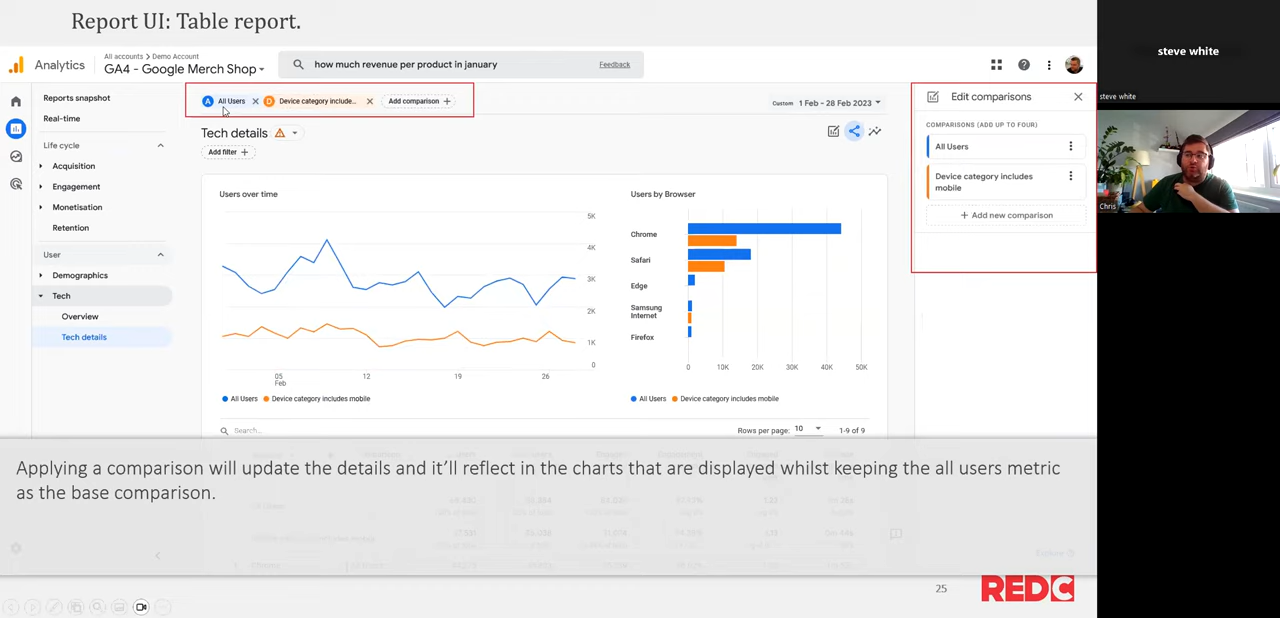 Report UI: Table report.
Analytics
All accounts > Demo Account
GA4 - Google Merch Shop
how much revenue per product in january
Feedback
steve white
steve white
Chris
Reports snapshot
Real-time
Life cycle
Acquisition
Engagement
Monetisation
Retention
User
Demographics
Tech
Overview
Tech details
A All Users
D Device category include...
Add comparison +
Custom 1 Feb - 28 Feb 2023
Tech details
Add filter +
Users over time
5K
4K
3K
2K
1K
0
05
Feb
12
19
26
All Users Device category includes mobile
Users by Browser
Chrome
Safari
Edge
Samsung
Internet
Firefox
0 10K 20K 30K 40K 50K
All Users Device category includes mobile
Search...
Rows per page: 10 1-9 of 9
Edit comparisons
COMPARISONS (ADD UP TO FOUR)
All Users
Device category includes
mobile
+ Add new comparison
Applying a comparison will update the details and it'll reflect in the charts that are displayed whilst keeping the all users metric
as the base comparison.
25
REDC